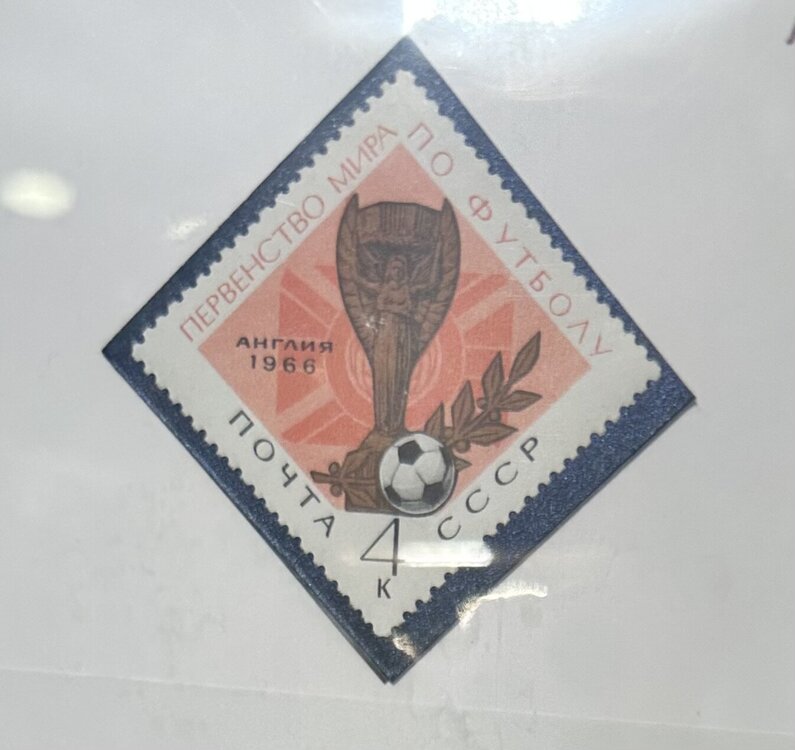 ПЕРВЕНСТВО МИРА
ПО ФУТБОЛУ
АНГЛИЯ
1966
ПОЧТА
СССР
4
К